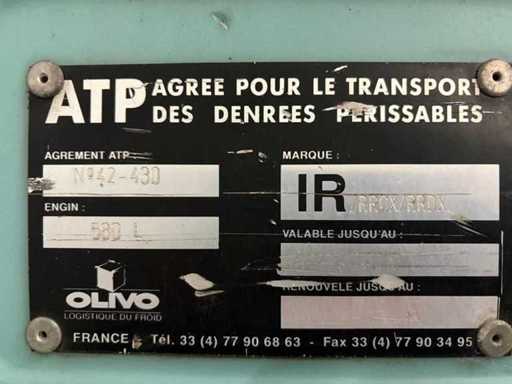 ATP AGREE POUR LE TRANSPORT
DES DENREES PERISSABLES
AGREMENT ATP :
Nº42-430
MARQUE :
IR
ENGIN :
580 L
VALABLE JUSQU'AU :
RENOUVELE JUSQU'AU :
OLIVO
LOGISTIQUE DU FROID
FRANCE - Tél. 33 (4) 77 90 68 63 - Fax 33 (4) 77 90 34 95